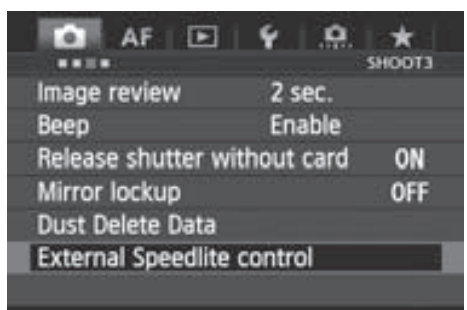 AF
SHOOT3
Image review 2 sec.
Beep Enable
Release shutter without card ON
Mirror lockup OFF
Dust Delete Data
External Speedlite control